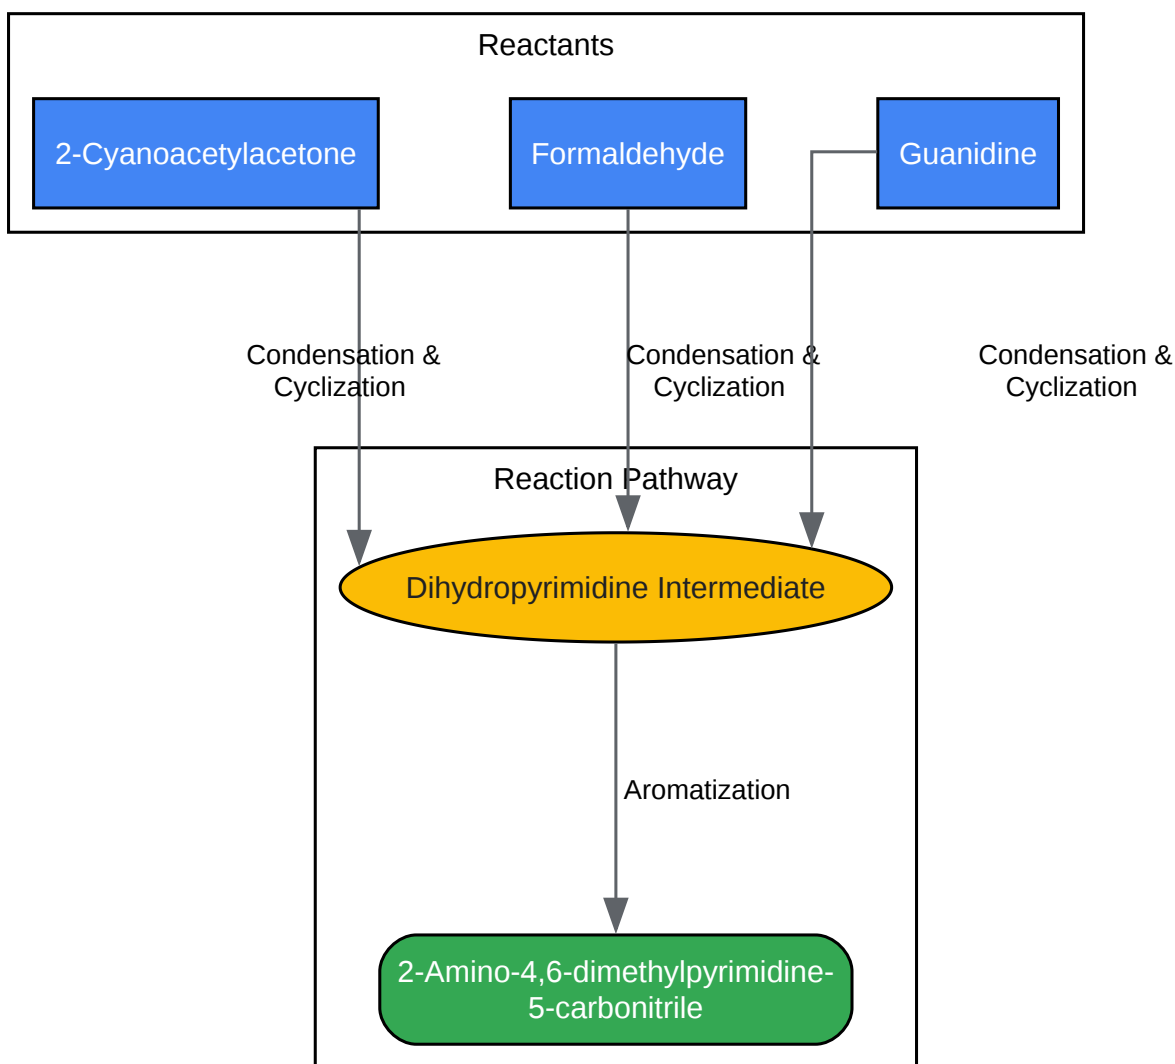 Reactants
2-Cyanoacetylacetone
Formaldehyde
Guanidine
Condensation &
Cyclization
Condensation &
Cyclization
Condensation &
Cyclization
Reaction Pathway
Dihydropyrimidine Intermediate
Aromatization
2-Amino-4,6-dimethylpyrimidine-
5-carbonitrile